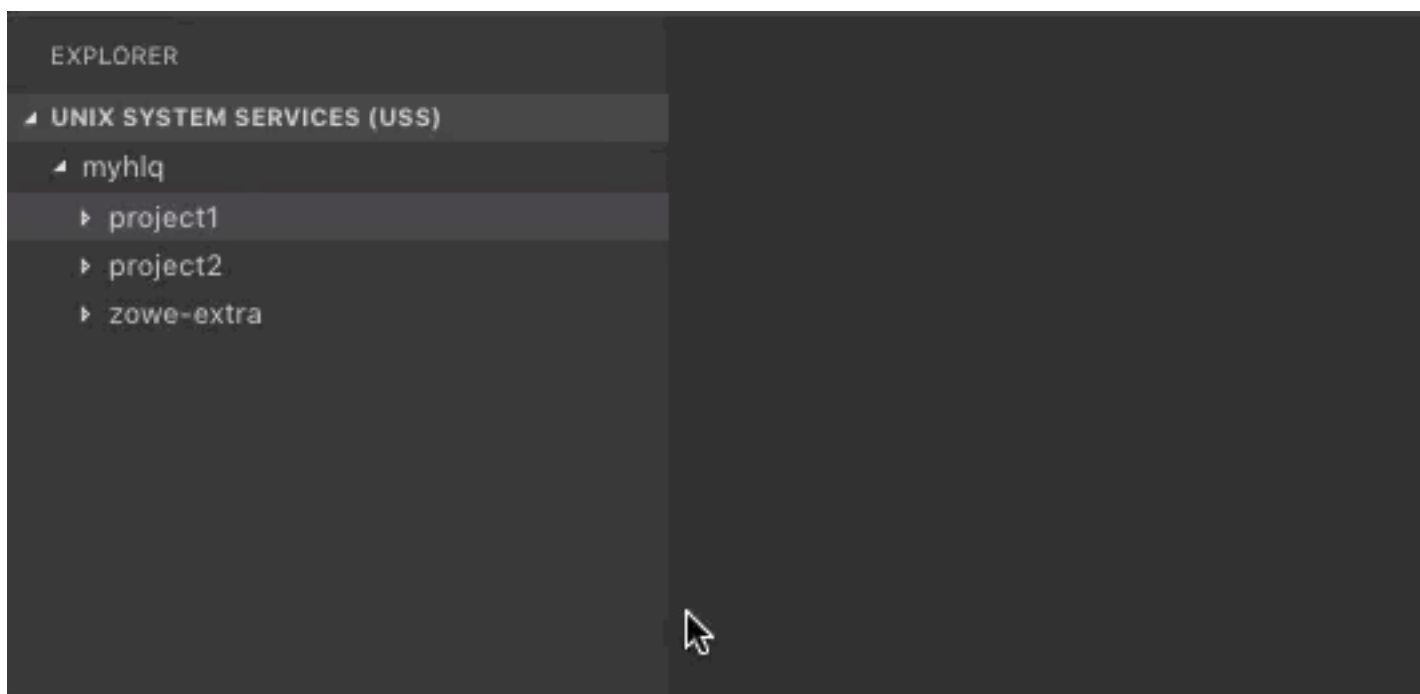 EXPLORER
UNIX SYSTEM SERVICES (USS)
myhlq
project1
project2
zowe-extra